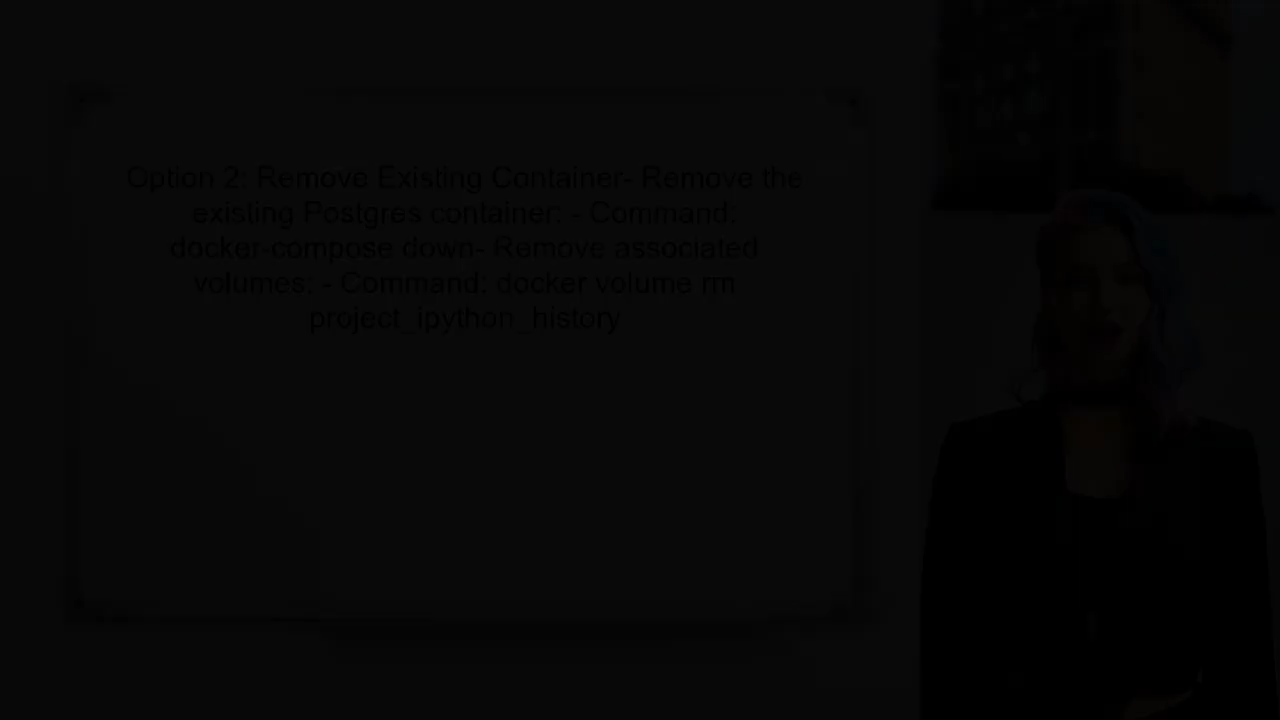 Option 2: Remove Existing Container- Remove the
existing Postgres container: - Command:
docker-compose down- Remove associated
volumes: - Command: docker volume rm
project_ipython_history